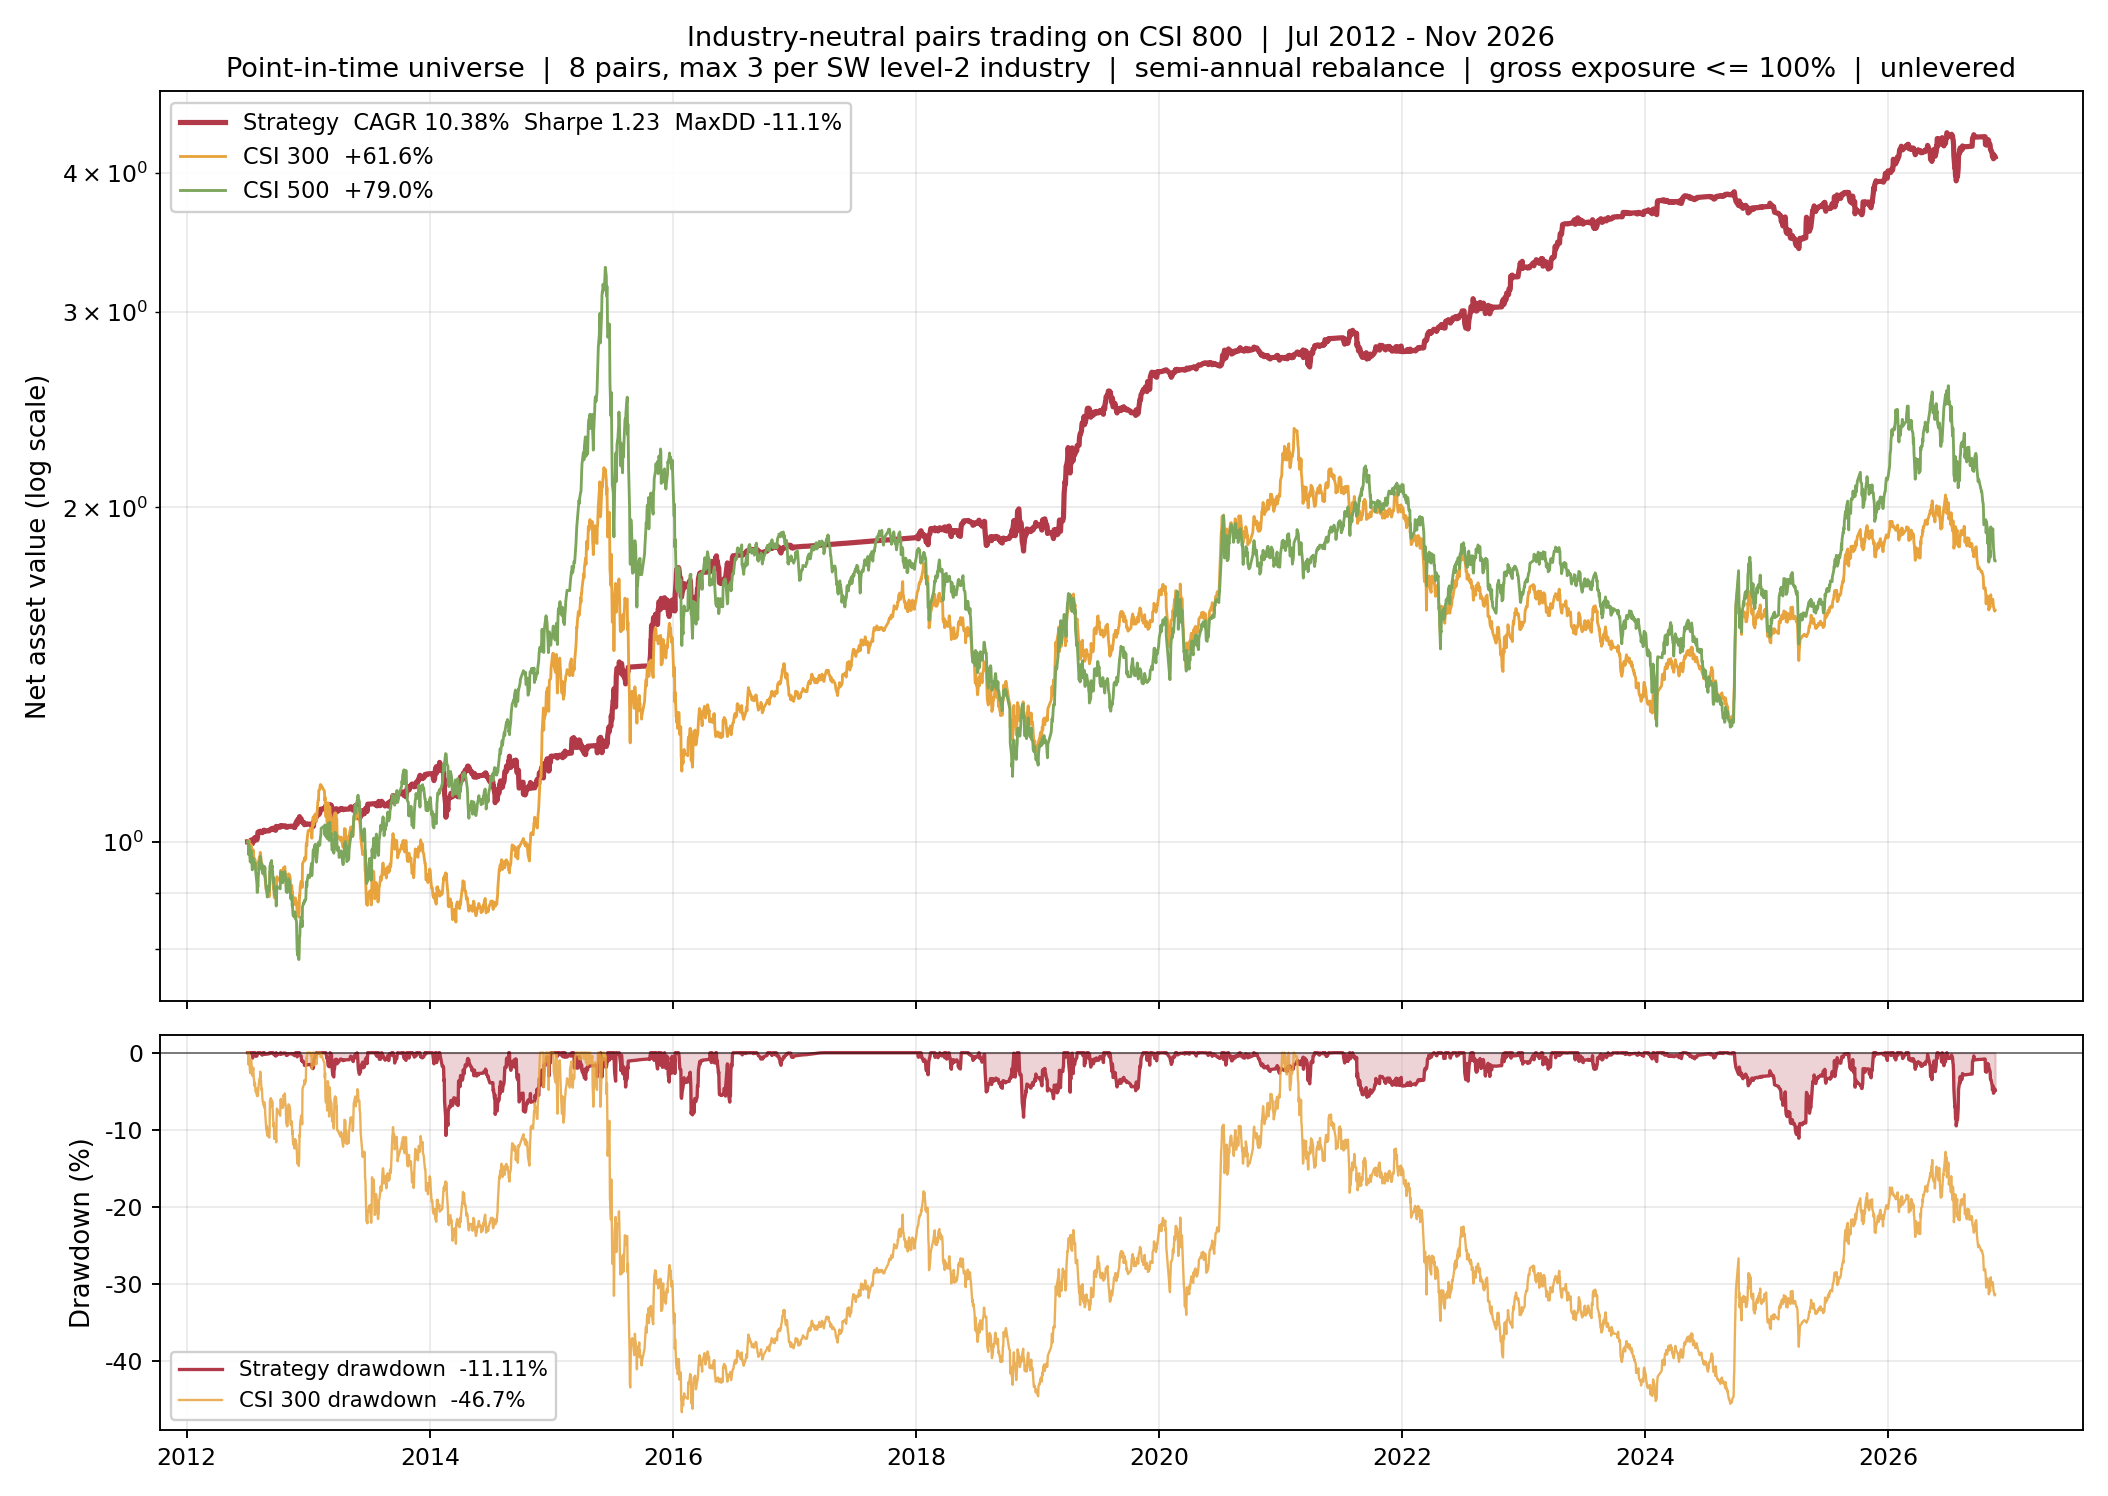 Industry-neutral pairs trading on CSI 800 | Jul 2012 - Nov 2026
Point-in-time universe | 8 pairs, max 3 per SW level-2 industry | semi-annual rebalance | gross exposure <= 100% | unlevered
Strategy CAGR 10.38% Sharpe 1.23 MaxDD -11.1%
CSI 300 +61.6%
CSI 500 +79.0%
Net asset value (log scale)
4 × 10⁰
3 × 10⁰
2 × 10⁰
10⁰
Drawdown (%)
0
-10
-20
-30
-40
Strategy drawdown -11.11%
CSI 300 drawdown -46.7%
2012 2014 2016 2018 2020 2022 2024 2026